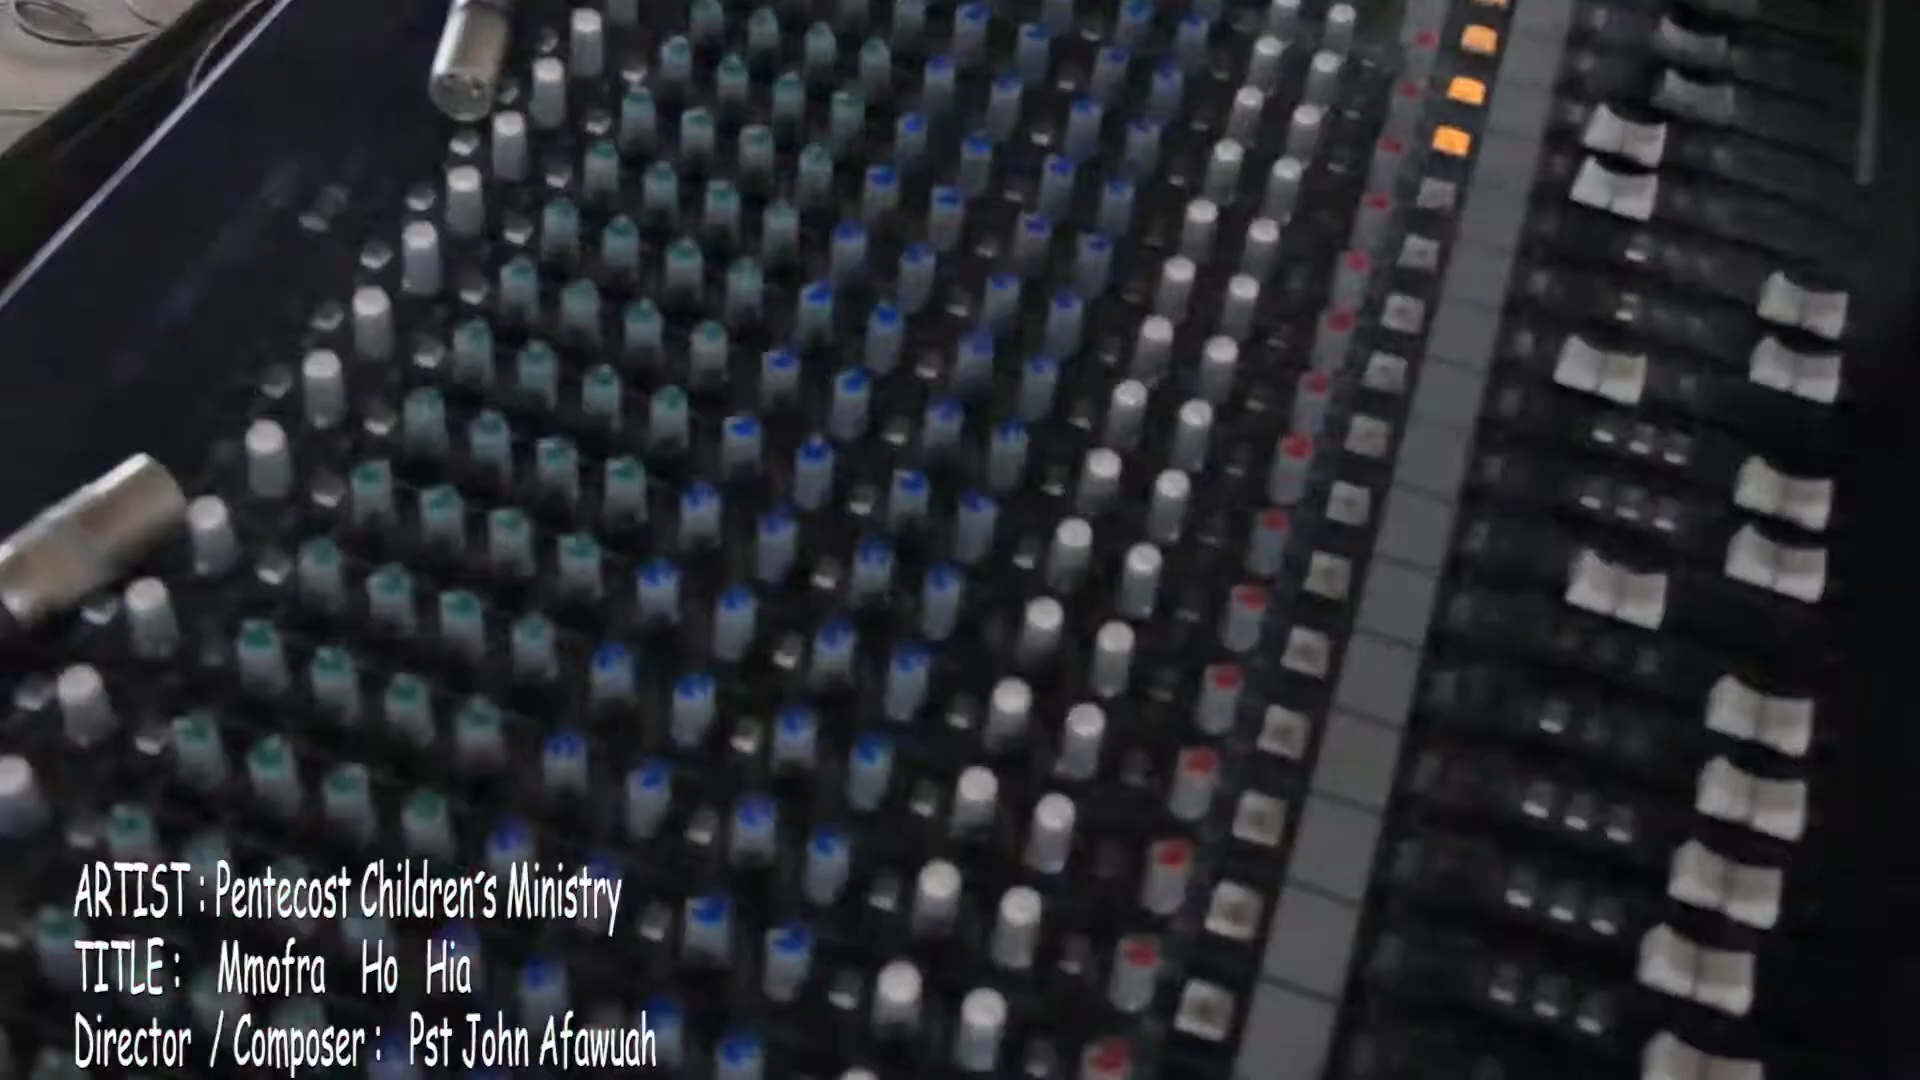 ARTIST : Pentecost Children's Ministry
TITLE : Mmofra Ho Hia
Director / Composer : Pst John Afawuah